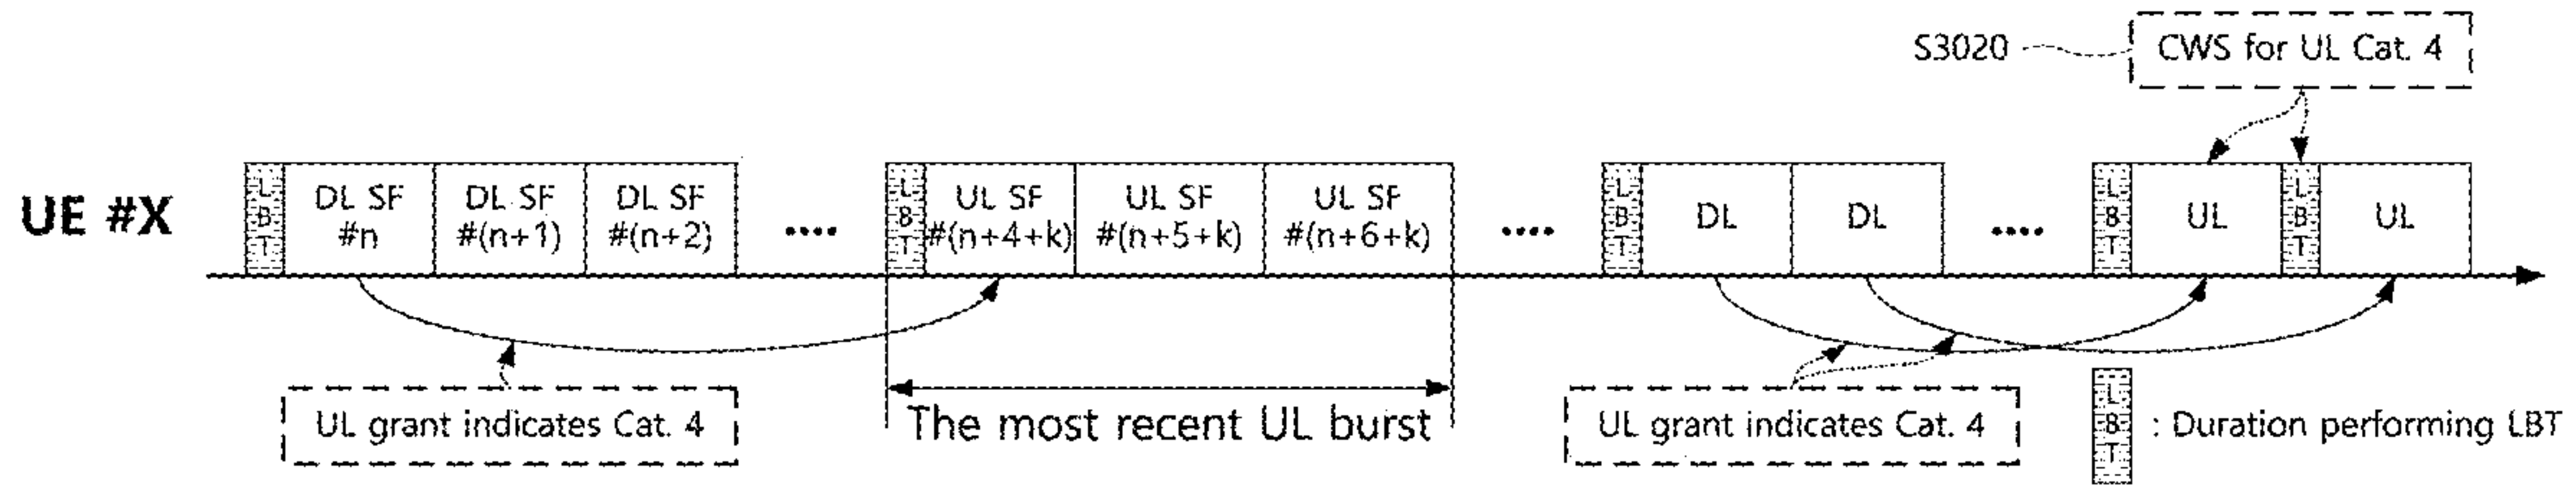 S3020
CWS for UL Cat. 4
UE #X
LBT
DL SF
#n
DL SF
#(n+1)
DL SF
#(n+2)
....
LBT
UL SF
#(n+4+k)
UL SF
#(n+5+k)
UL SF
#(n+6+k)
....
LBT
DL
DL
....
LBT
UL
LBT
UL
UL grant indicates Cat. 4
The most recent UL burst
UL grant indicates Cat. 4
LBT
: Duration performing LBT